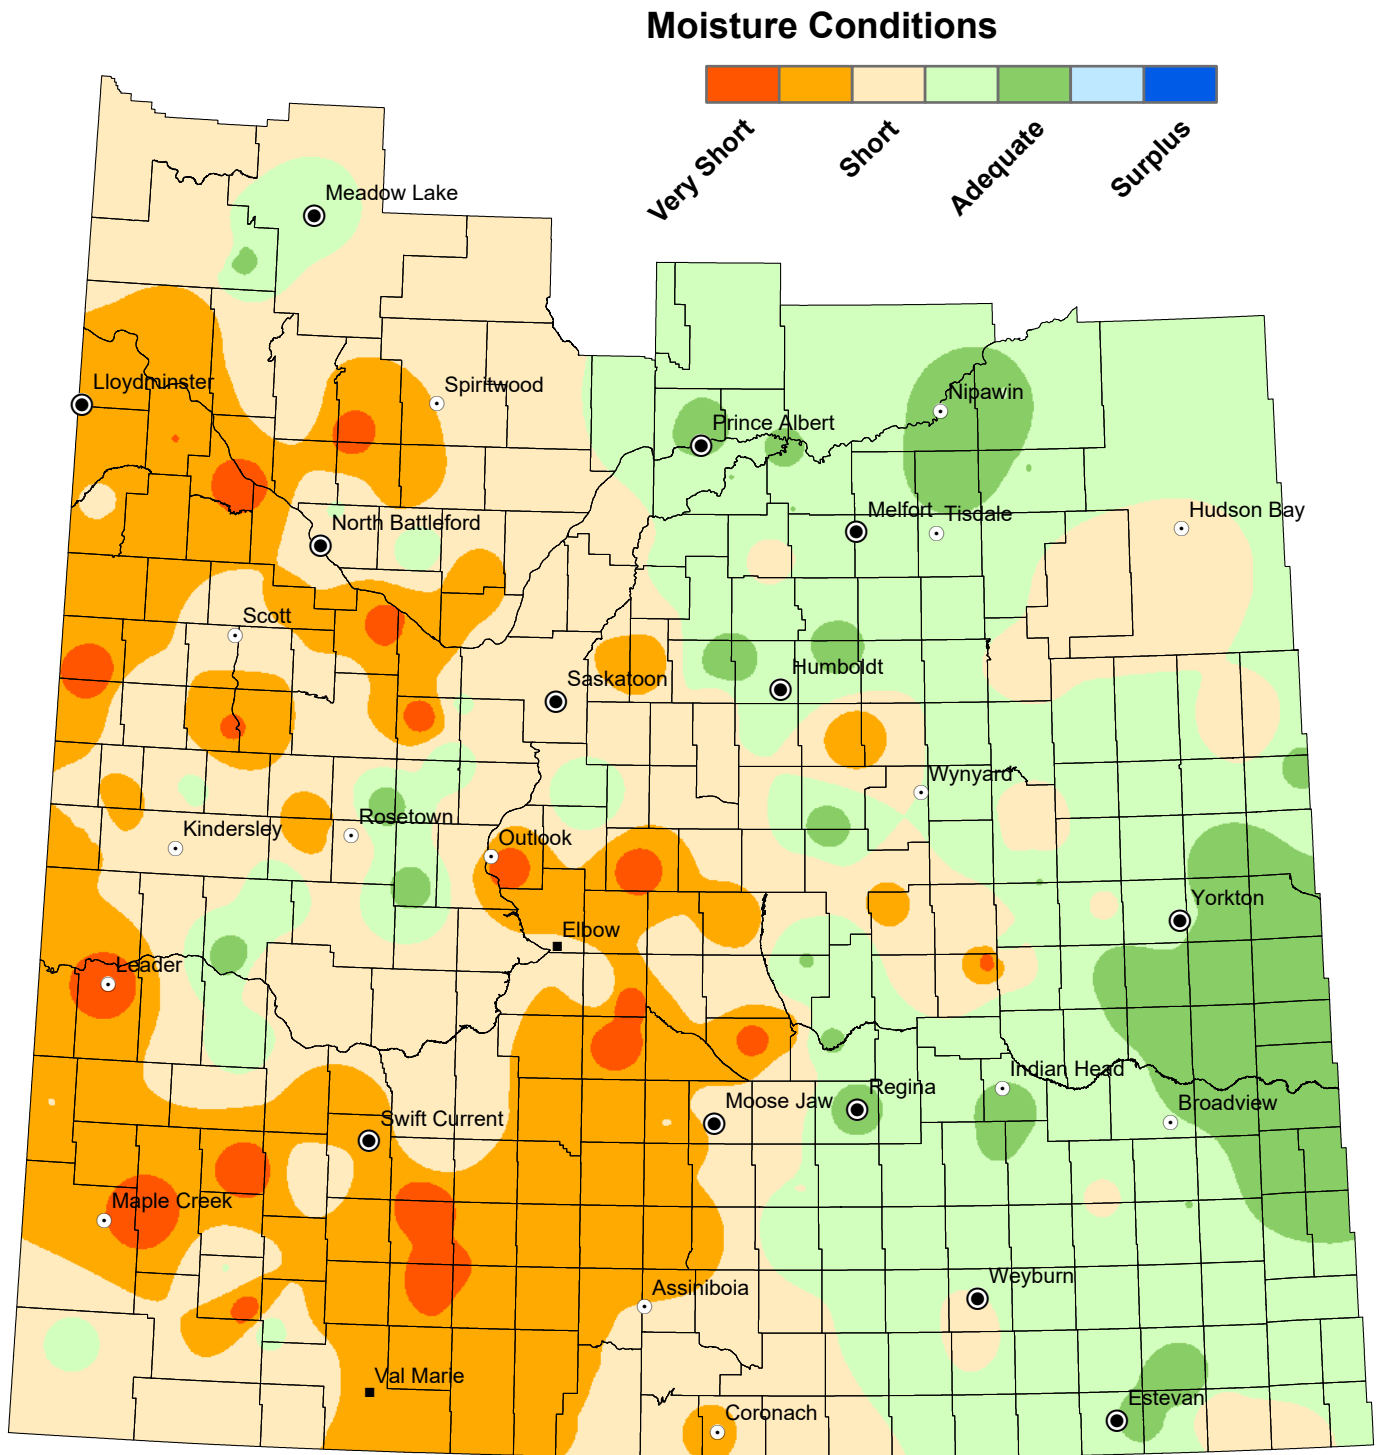 Moisture Conditions
Very Short
Short
Adequate
Surplus
Meadow Lake
Lloydminster
Spiritwood
Nipawin
Prince Albert
North Battleford
Melfort
Tisdale
Hudson Bay
Scott
Saskatoon
Humboldt
Wynyard
Kindersley
Rosetown
Outlook
Yorkton
Elbow
Leader
Indian Head
Regina
Moose Jaw
Broadview
Swift Current
Maple Creek
Assiniboia
Weyburn
Val Marie
Estevan
Coronach